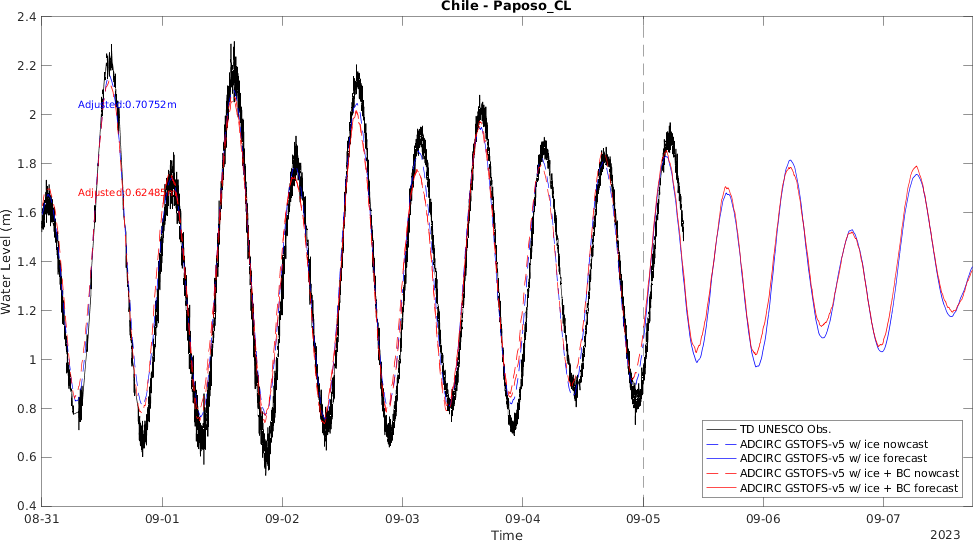 Chile - Paposo_CL
2.4
2.2
2
1.8
1.6
1.4
1.2
1
0.8
0.6
0.4
Water Level (m)
Adjusted:0.70752m
Adjusted:0.62485
TD UNESCO Obs.
ADCIRC GSTOFS-v5 w/ ice nowcast
ADCIRC GSTOFS-v5 w/ ice forecast
ADCIRC GSTOFS-v5 w/ ice + BC nowcast
ADCIRC GSTOFS-v5 w/ ice + BC forecast
08-31
09-01
09-02
09-03
09-04
09-05
09-06
09-07
Time
2023